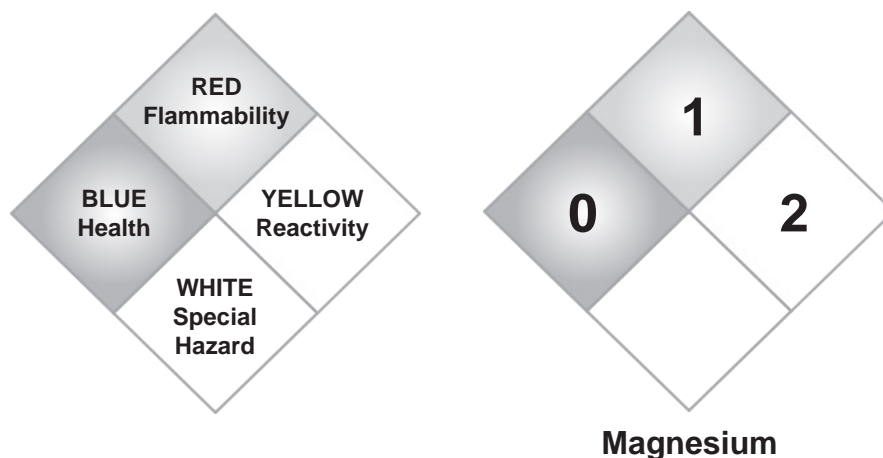 RED
Flammability
BLUE
Health
YELLOW
Reactivity
WHITE
Special
Hazard
1
0
2
Magnesium